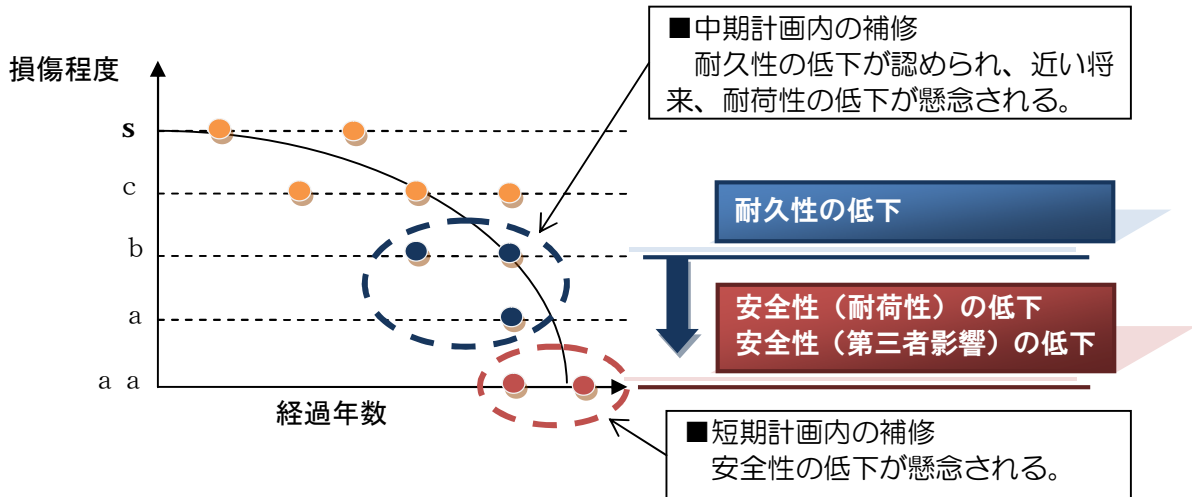 ■中期計画内の補修
耐久性の低下が認められ、近い将
来、耐荷性の低下が懸念される。
損傷程度
s
c
b
a
a a
経過年数
耐久性の低下
安全性（耐荷性）の低下
安全性（第三者影響）の低下
■短期計画内の補修
安全性の低下が懸念される。